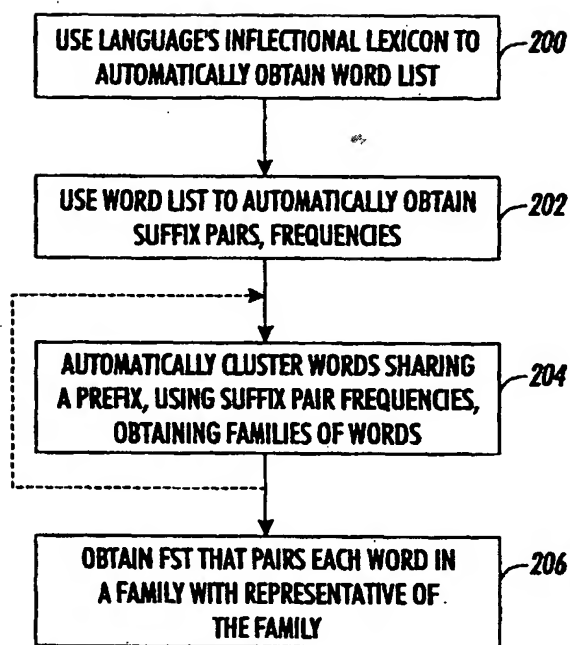 USE LANGUAGE'S INFLECTIONAL LEXICON TO
AUTOMATICALLY OBTAIN WORD LIST
200
USE WORD LIST TO AUTOMATICALLY OBTAIN
SUFFIX PAIRS, FREQUENCIES
202
AUTOMATICALLY CLUSTER WORDS SHARING
A PREFIX, USING SUFFIX PAIR FREQUENCIES,
OBTAINING FAMILIES OF WORDS
204
OBTAIN FST THAT PAIRS EACH WORD IN
A FAMILY WITH REPRESENTATIVE OF
THE FAMILY
206